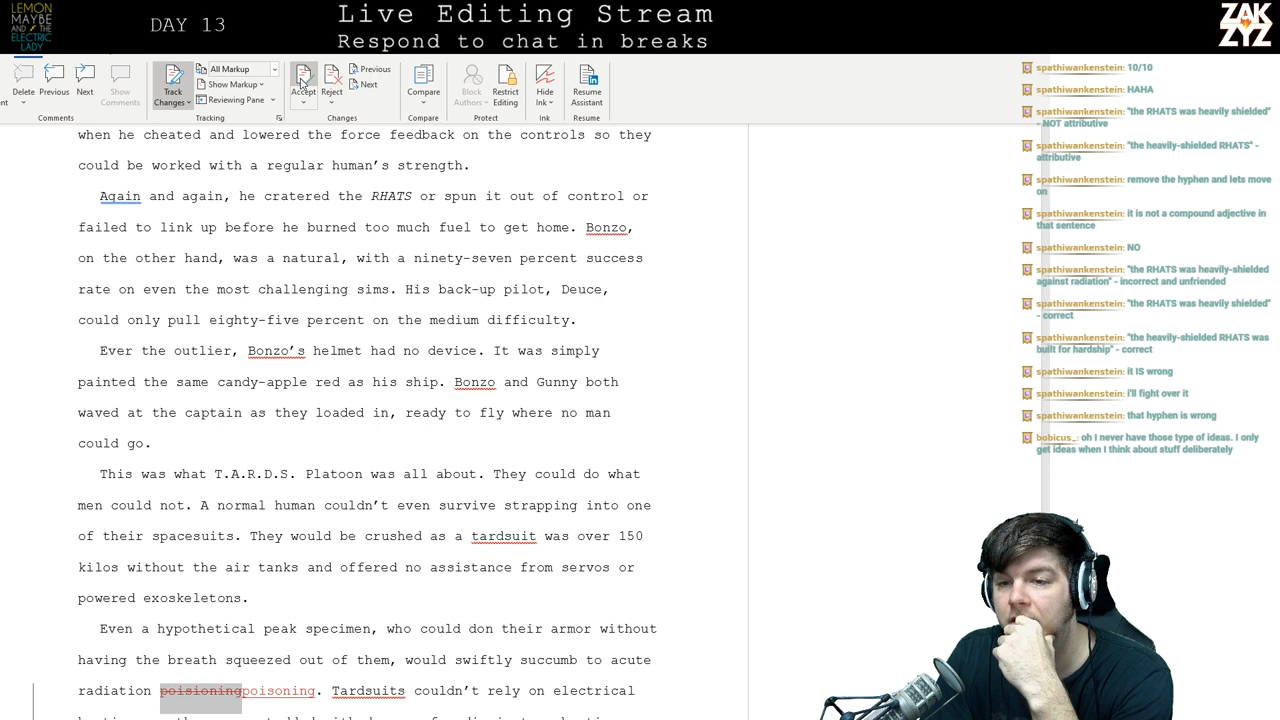 LEMON
MAYBE
AND THE
ELECTRIC
LADY
DAY 13
Live Editing Stream
Respond to chat in breaks
ZAK
ZYZ
Delete
Previous
Next
Show
Comments
Comments
Track
Changes
All Markup
Show Markup
Reviewing Pane
Tracking
Accept
Reject
Previous
Next
Changes
Compare
Compare
Block
Authors
Restrict
Editing
Protect
Hide
Ink
Ink
Resume
Assistant
Resume
when he cheated and lowered the force feedback on the controls so they
could be worked with a regular human's strength.
Again and again, he cratered the RHATS or spun it out of control or
failed to link up before he burned too much fuel to get home. Bonzo,
on the other hand, was a natural, with a ninety-seven percent success
rate on even the most challenging sims. His back-up pilot, Deuce,
could only pull eighty-five percent on the medium difficulty.
Ever the outlier, Bonzo's helmet had no device. It was simply
painted the same candy-apple red as his ship. Bonzo and Gunny both
waved at the captain as they loaded in, ready to fly where no man
could go.
This was what T.A.R.D.S. Platoon was all about. They could do what
men could not. A normal human couldn't even survive strapping into one
of their spacesuits. They would be crushed as a tardsuit was over 150
kilos without the air tanks and offered no assistance from servos or
powered exoskeletons.
Even a hypothetical peak specimen, who could don their armor without
having the breath squeezed out of them, would swiftly succumb to acute
radiation poisioningpoisoning. Tardsuits couldn't rely on electrical
spathiwankenstein: 10/10
spathiwankenstein: HAHA
spathiwankenstein: "the RHATS was heavily shielded"
- NOT attributive
spathiwankenstein: "the heavily-shielded RHATS" -
attributive
spathiwankenstein: remove the hyphen and lets move
on
spathiwankenstein: it is not a compound adjective in
that sentence
spathiwankenstein: NO
spathiwankenstein: "the RHATS was heavily-shielded
against radiation" - incorrect and unfriended
spathiwankenstein: "the RHATS was heavily shielded"
- correct
spathiwankenstein: "the heavily-shielded RHATS was
built for hardship" - correct
spathiwankenstein: it IS wrong
spathiwankenstein: i'll fight over it
spathiwankenstein: that hyphen is wrong
bobicus_: oh I never have those type of ideas. I only
get ideas when I think about stuff deliberately